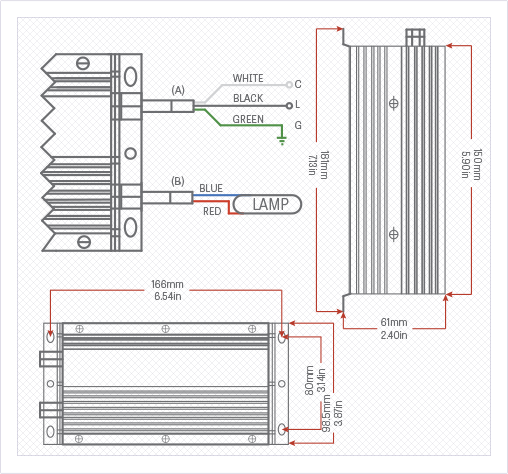 (A)
WHITE
C
BLACK
L
GREEN
G
(B)
BLUE
RED
LAMP
181mm
7.13in
150mm
5.90in
61mm
2.40in
166mm
6.54in
80mm
3.14in
98.5mm
3.87in